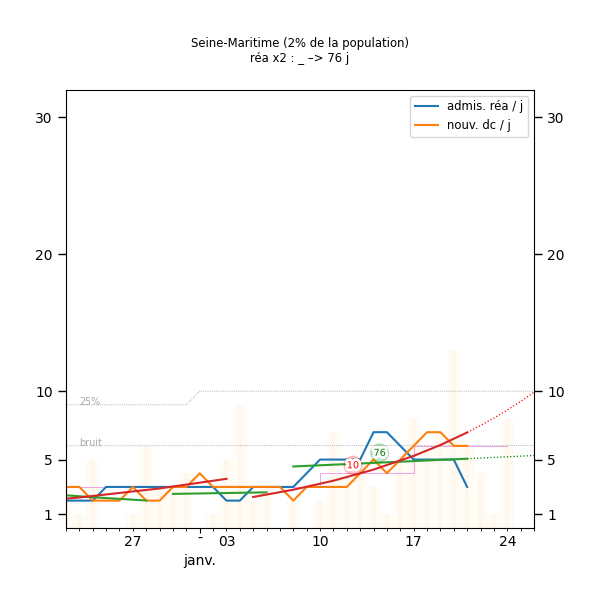 Seine-Maritime (2% de la population)
réa x2 : _ –> 76 j
admis. réa / j
nouv. dc / j
30 30
20 20
25%
10 10
bruit
76
10
5 5
1 1
27 - 03 10 17 24
janv.